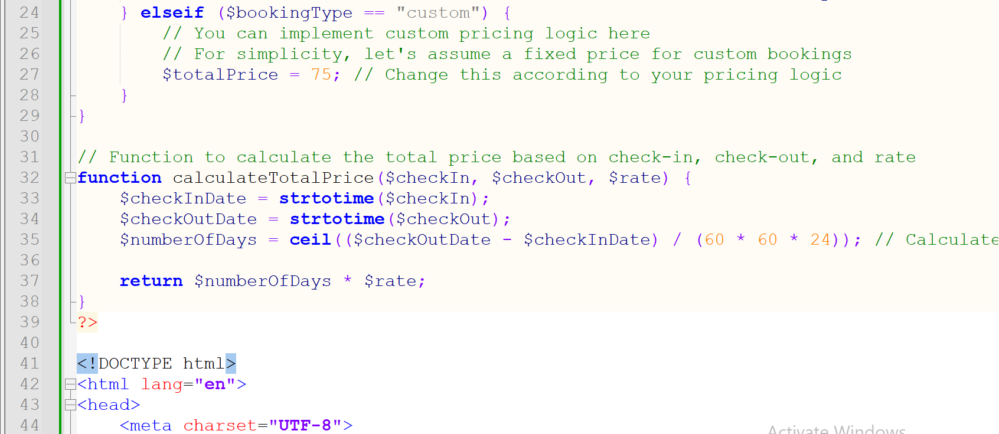 24 } elseif ($bookingType == "custom") {
25 // You can implement custom pricing logic here
26 // For simplicity, let's assume a fixed price for custom bookings
27 $totalPrice = 75; // Change this according to your pricing logic
28 }
29 }
30
31 // Function to calculate the total price based on check-in, check-out, and rate
32 function calculateTotalPrice($checkIn, $checkOut, $rate) {
33 $checkInDate = strtotime($checkIn);
34 $checkOutDate = strtotime($checkOut);
35 $numberOfDays = ceil(($checkOutDate - $checkInDate) / (60 * 60 * 24)); // Calculate
36
37 return $numberOfDays * $rate;
38 }
39 ?>
40
41 <!DOCTYPE html>
42 <html lang="en">
43 <head>
44 <meta charset="UTF-8">
Activate Windows